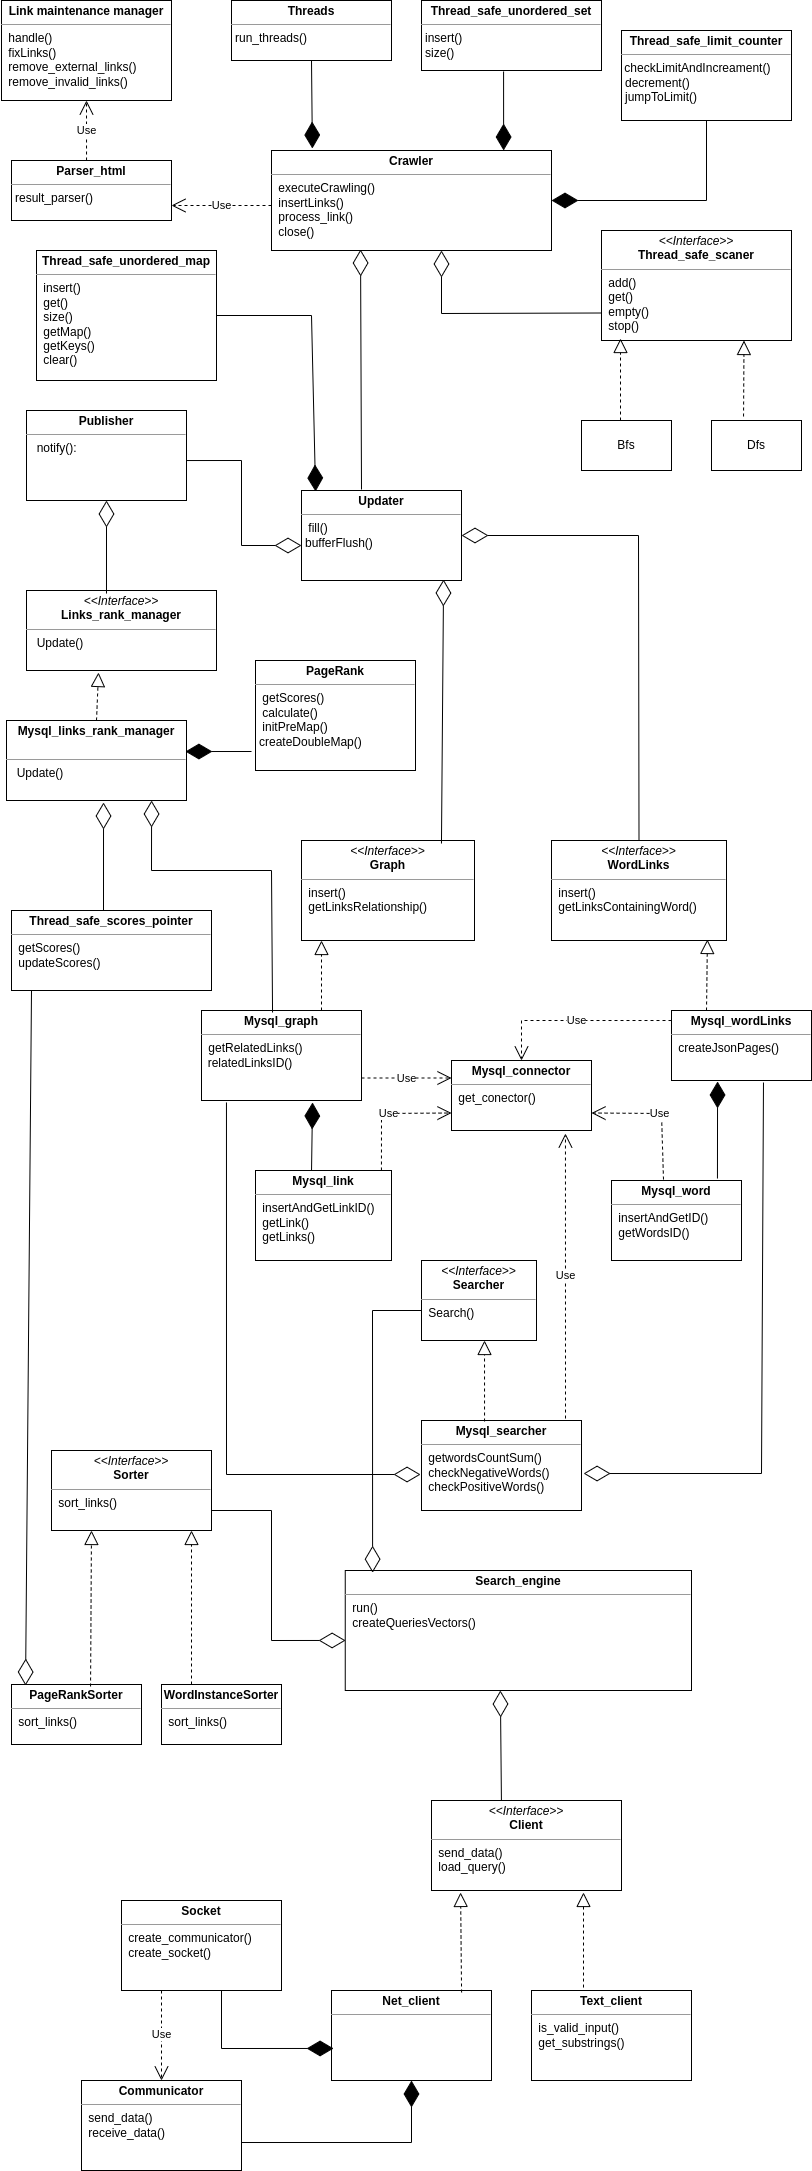 Link maintenance manager
handle()
fixLinks()
remove_external_links()
remove_invalid_links()
Threads
run_threads()
Thread_safe_unordered_set
insert()
size()
Thread_safe_limit_counter
checkLimitAndIncreament()
decrement()
jumpToLimit()
Use
Parser_html
result_parser()
Use
Crawler
executeCrawling()
insertLinks()
process_link()
close()
<<Interface>>
Thread_safe_scaner
add()
get()
empty()
stop()
Thread_safe_unordered_map
insert()
get()
size()
getMap()
getKeys()
clear()
Bfs
Dfs
Publisher
notify():
Updater
fill()
bufferFlush()
<<Interface>>
Links_rank_manager
Update()
PageRank
getScores()
calculate()
initPreMap()
createDoubleMap()
Mysql_links_rank_manager
Update()
<<Interface>>
Graph
insert()
getLinksRelationship()
<<Interface>>
WordLinks
insert()
getLinksContainingWord()
Thread_safe_scores_pointer
getScores()
updateScores()
Mysql_graph
getRelatedLinks()
relatedLinksID()
Use
Mysql_wordLinks
createJsonPages()
Use
Mysql_connector
get_conector()
Use
Use
Mysql_link
insertAndGetLinkID()
getLink()
getLinks()
Mysql_word
insertAndGetID()
getWordsID()
Use
<<Interface>>
Searcher
Search()
Mysql_searcher
getwordsCountSum()
checkNegativeWords()
checkPositiveWords()
<<Interface>>
Sorter
sort_links()
Search_engine
run()
createQueriesVectors()
PageRankSorter
sort_links()
WordInstanceSorter
sort_links()
<<Interface>>
Client
send_data()
load_query()
Socket
create_communicator()
create_socket()
Net_client
Text_client
is_valid_input()
get_substrings()
Use
Communicator
send_data()
receive_data()